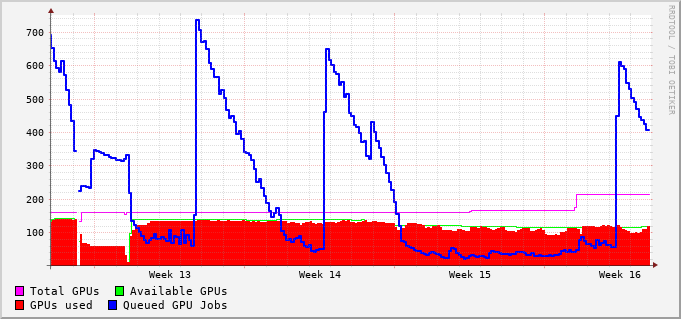 700
600
500
400
300
200
100
Week 13 Week 14 Week 15 Week 16
Total GPUs Available GPUs
GPUs used Queued GPU Jobs
RRDTOOL / TOBI OETIKER